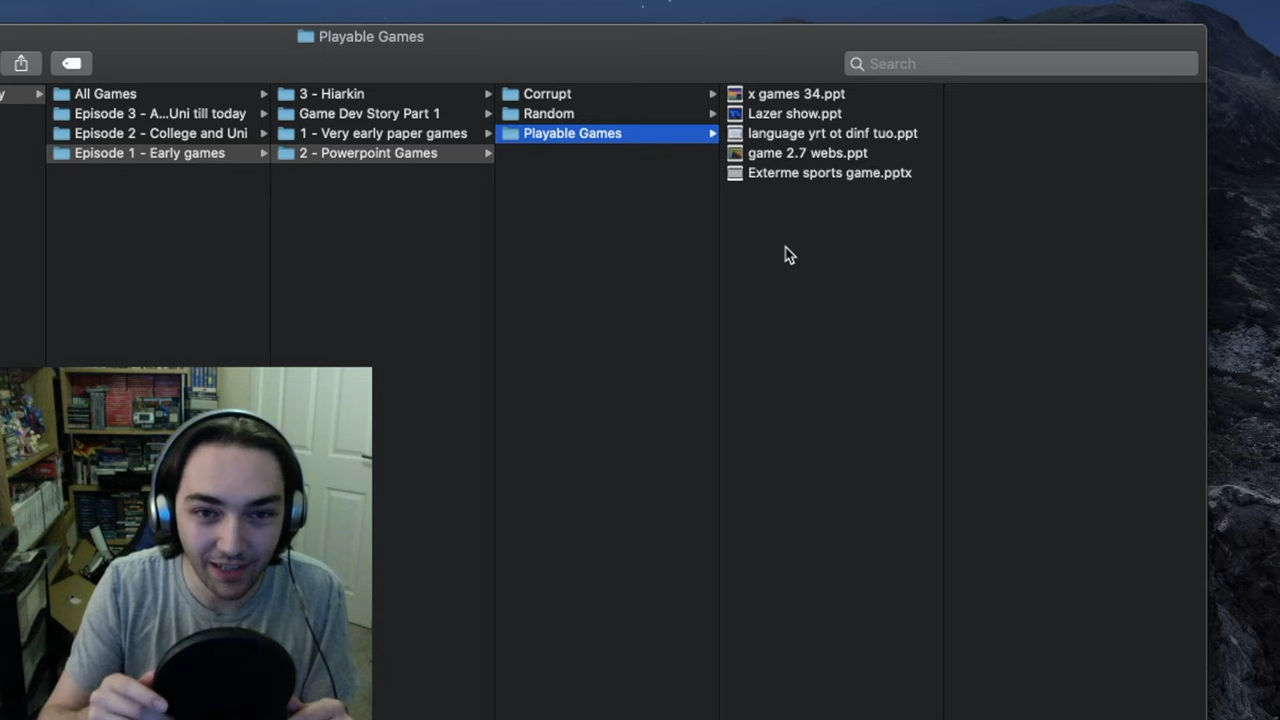 Playable Games
Search
y
All Games
Episode 3 - A...Uni till today
Episode 2 - College and Uni
Episode 1 - Early games
3 - Hiarkin
Game Dev Story Part 1
1 - Very early paper games
2 - Powerpoint Games
Corrupt
Random
Playable Games
x games 34.ppt
Lazer show.ppt
language yrt ot dinf tuo.ppt
game 2.7 webs.ppt
Exterme sports game.pptx